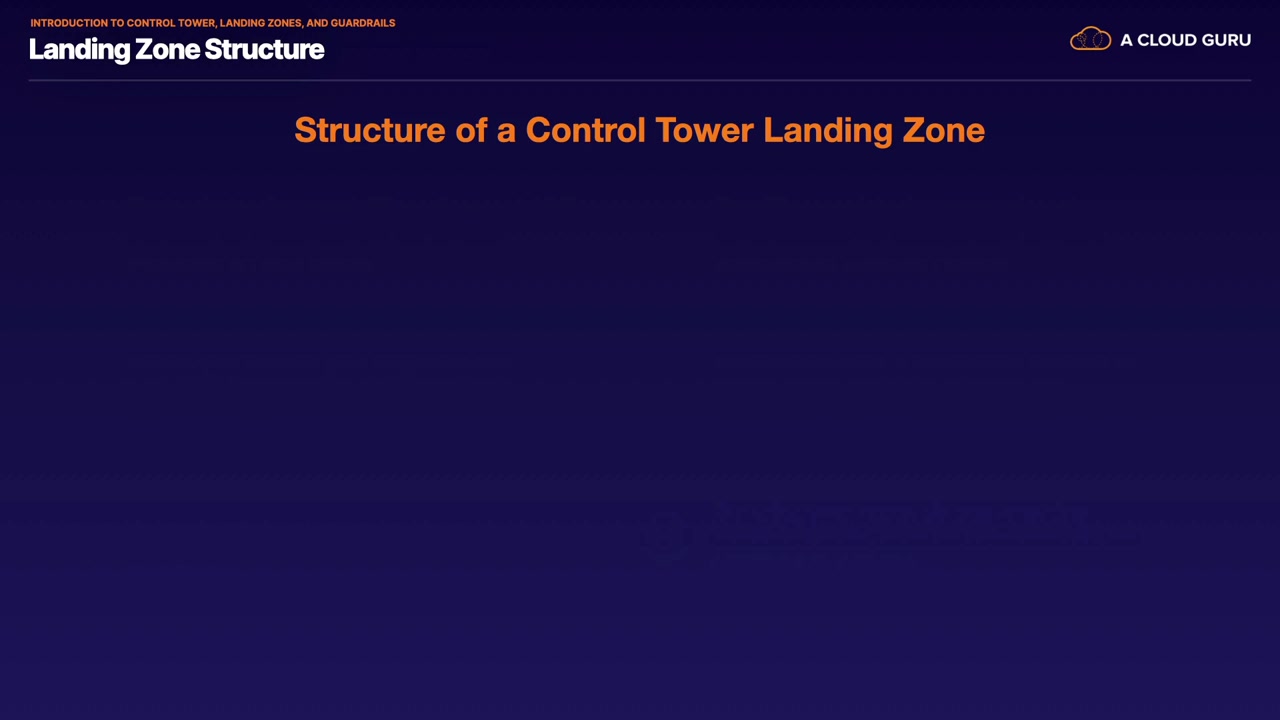 INTRODUCTION TO CONTROL TOWER, LANDING ZONES, AND GUARDRAILS
Landing Zone Structure
A CLOUD GURU
Structure of a Control Tower Landing Zone